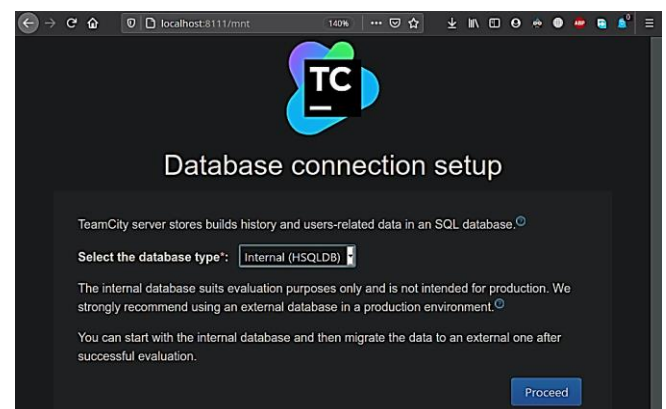 localhost:8111/mnt 140%
TC
Database connection setup
TeamCity server stores builds history and users-related data in an SQL database.
Select the database type*: Internal (HSQLDB)
The internal database suits evaluation purposes only and is not intended for production. We
strongly recommend using an external database in a production environment.
You can start with the internal database and then migrate the data to an external one after
successful evaluation.
Proceed